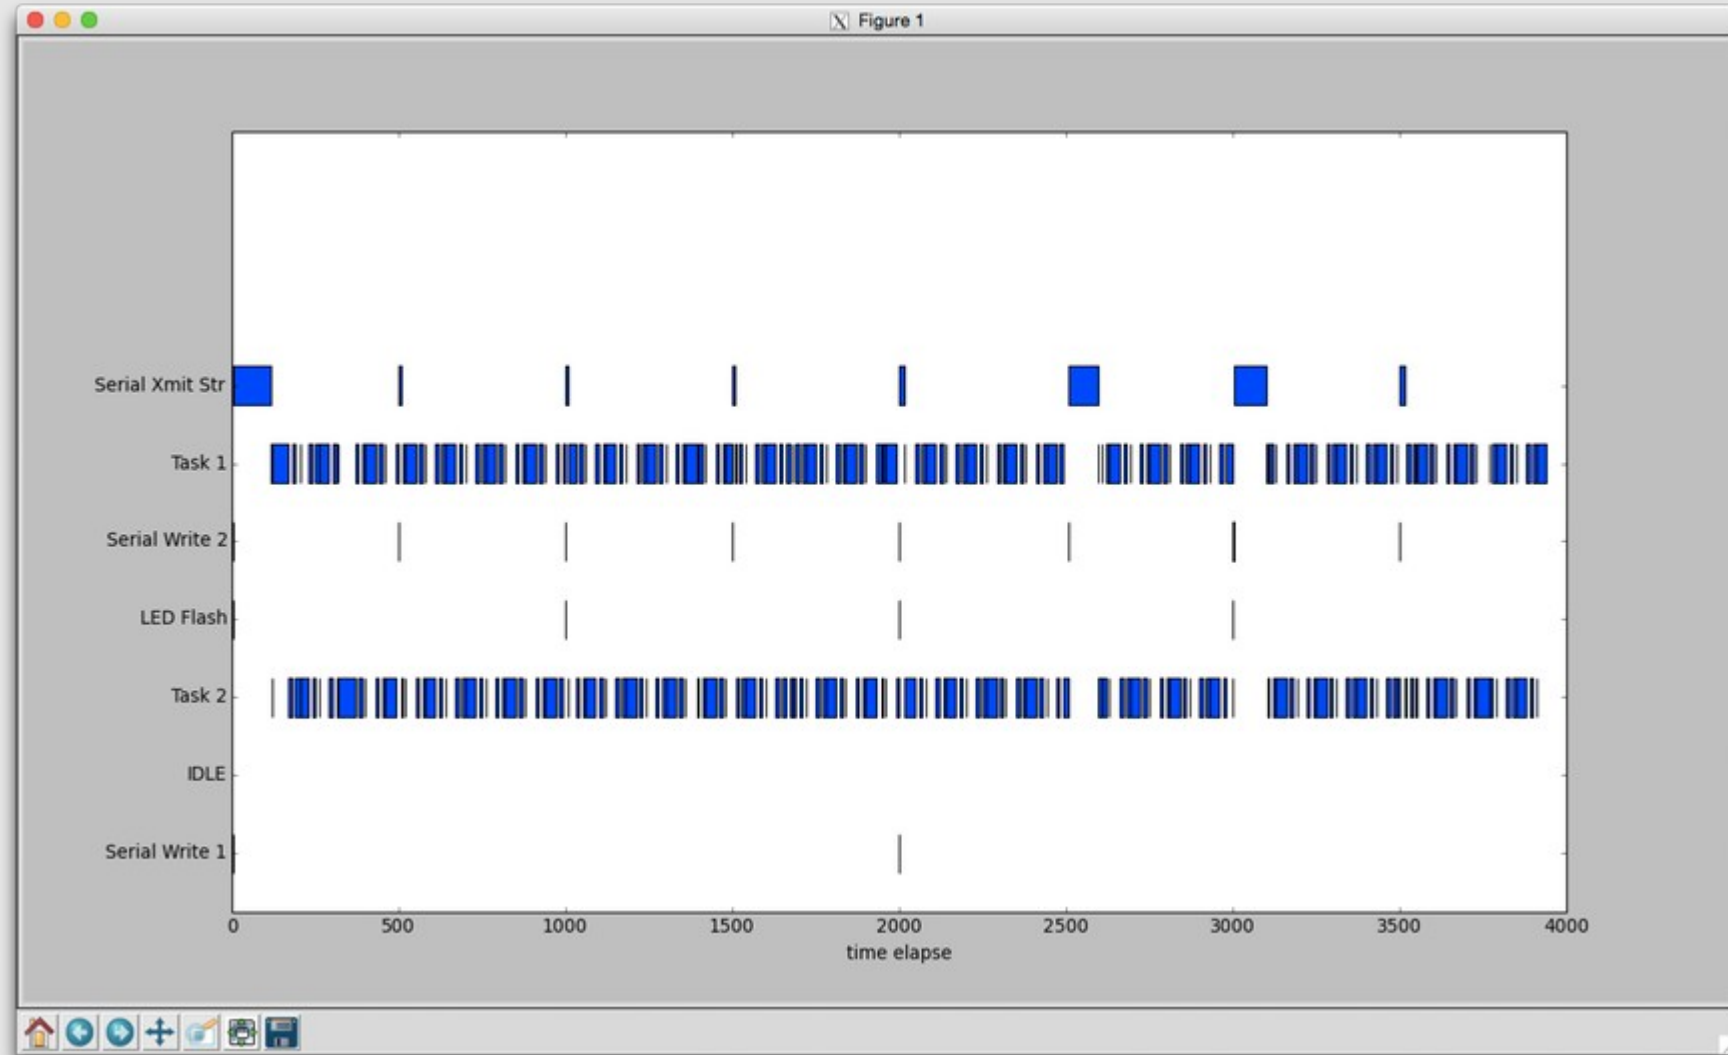 Figure 1
Serial Xmit Str
Task 1
Serial Write 2
LED Flash
Task 2
IDLE
Serial Write 1
0 500 1000 1500 2000 2500 3000 3500 4000
time elapse